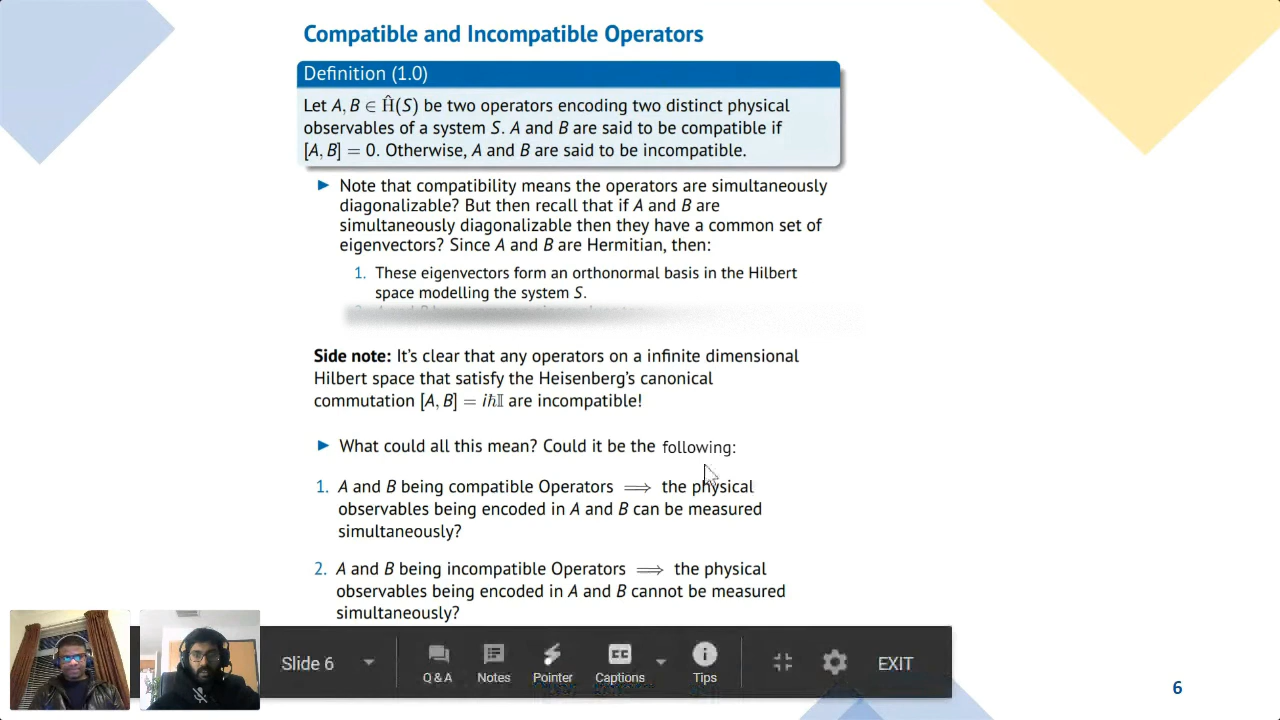 Compatible and Incompatible Operators
Definition (1.0)
Let A, B ∈ Ĥ(S) be two operators encoding two distinct physical
observables of a system S. A and B are said to be compatible if
[A, B] = 0. Otherwise, A and B are said to be incompatible.
Note that compatibility means the operators are simultaneously
diagonalizable? But then recall that if A and B are
simultaneously diagonalizable then they have a common set of
eigenvectors? Since A and B are Hermitian, then:
1. These eigenvectors form an orthonormal basis in the Hilbert
space modelling the system S.
Side note: It's clear that any operators on a infinite dimensional
Hilbert space that satisfy the Heisenberg's canonical
commutation [A, B] = iℏ𝕀 are incompatible!
What could all this mean? Could it be the following:
1. A and B being compatible Operators ⟹ the physical
observables being encoded in A and B can be measured
simultaneously?
2. A and B being incompatible Operators ⟹ the physical
observables being encoded in A and B cannot be measured
simultaneously?
Slide 6
Q & A
Notes
Pointer
CC
Captions
Tips
EXIT
6